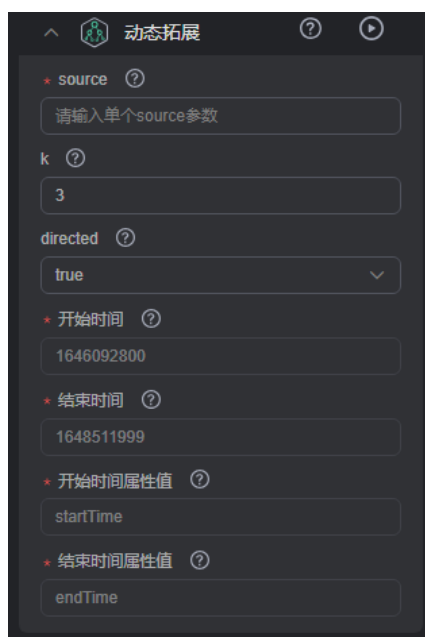 动态拓展
* source
请输入单个source参数
k
3
directed
true
* 开始时间
1646092800
* 结束时间
1648511999
* 开始时间属性值
startTime
* 结束时间属性值
endTime